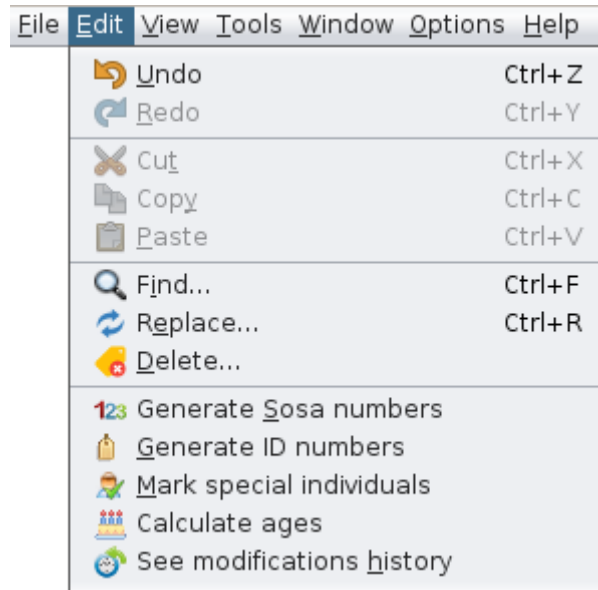 File Edit View Tools Window Options Help
Undo Ctrl+Z
Redo Ctrl+Y
Cut Ctrl+X
Copy Ctrl+C
Paste Ctrl+V
Find... Ctrl+F
Replace... Ctrl+R
Delete...
123 Generate Sosa numbers
Generate ID numbers
Mark special individuals
Calculate ages
See modifications history